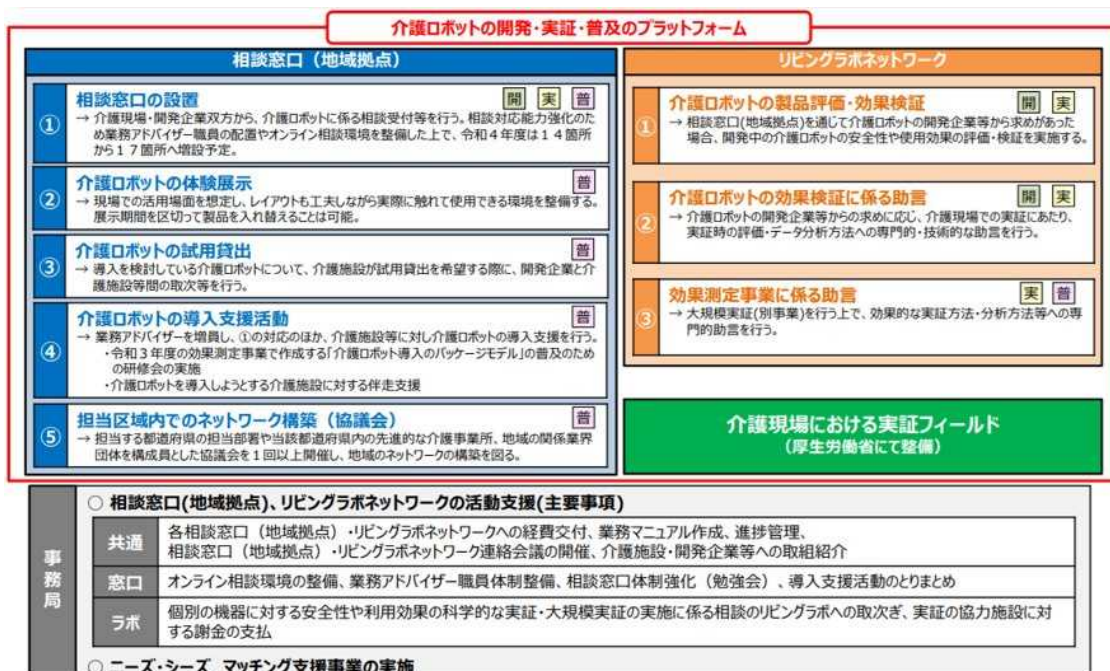 介護ロボットの開発・実証・普及のプラットフォーム
相談窓口（地域拠点）
① 相談窓口の設置 開 実 普
→ 介護現場・開発企業双方から、介護ロボットに係る相談受付等を行う。相談対応能力強化のた
め業務アドバイザー職員の配置やオンライン相談環境を整備した上で、令和４年度は１４箇所
から１７箇所へ増設予定。
② 介護ロボットの体験展示 普
→ 現場での活用場面を想定し、レイアウトも工夫しながら実際に触れて使用できる環境を整備する。
展示期間を区切って製品を入れ替えることは可能。
③ 介護ロボットの試用貸出 普
→ 導入を検討している介護ロボットについて、介護施設が試用貸出を希望する際に、開発企業と介
護施設等間の取次等を行う。
④ 介護ロボットの導入支援活動 普
→ 業務アドバイザーを増員し、①の対応のほか、介護施設等に対し介護ロボットの導入支援を行う。
・令和３年度の効果測定事業で作成する「介護ロボット導入のパッケージモデル」の普及のため
の研修会の実施
・介護ロボットを導入しようとする介護施設に対する伴走支援
⑤ 担当区域内でのネットワーク構築（協議会） 普
→ 担当する都道府県の担当部署や当該都道府県内の先進的な介護事業所、地域の関係業界
団体を構成員とした協議会を１回以上開催し、地域のネットワークの構築を図る。
リビングラボネットワーク
① 介護ロボットの製品評価・効果検証 開 実
→ 相談窓口(地域拠点)を通じて介護ロボットの開発企業等から求めがあった
場合、開発中の介護ロボットの安全性や使用効果の評価・検証を実施する。
② 介護ロボットの効果検証に係る助言 開 実
→ 介護ロボットの開発企業等からの求めに応じ、介護現場での実証にあたり、
実証時の評価・データ分析方法への専門的・技術的な助言を行う。
③ 効果測定事業に係る助言 実 普
→ 大規模実証(別事業)を行う上で、効果的な実証方法・分析方法等への専
門的助言を行う。
介護現場における実証フィールド
（厚生労働省にて整備）
事務局
○ 相談窓口(地域拠点)、リビングラボネットワークの活動支援(主要事項)
共通 各相談窓口（地域拠点）・リビングラボネットワークへの経費交付、業務マニュアル作成、進捗管理、
相談窓口（地域拠点）・リビングラボネットワーク連絡会議の開催、介護施設・開発企業等への取組紹介
窓口 オンライン相談環境の整備、業務アドバイザー職員体制整備、相談窓口体制強化（勉強会）、導入支援活動のとりまとめ
ラボ 個別の機器に対する安全性や利用効果の科学的な実証・大規模実証の実施に係る相談のリビングラボへの取次ぎ、実証の協力施設に対
する謝金の支払
○ ニーズ・シーズ マッチング支援事業の実施